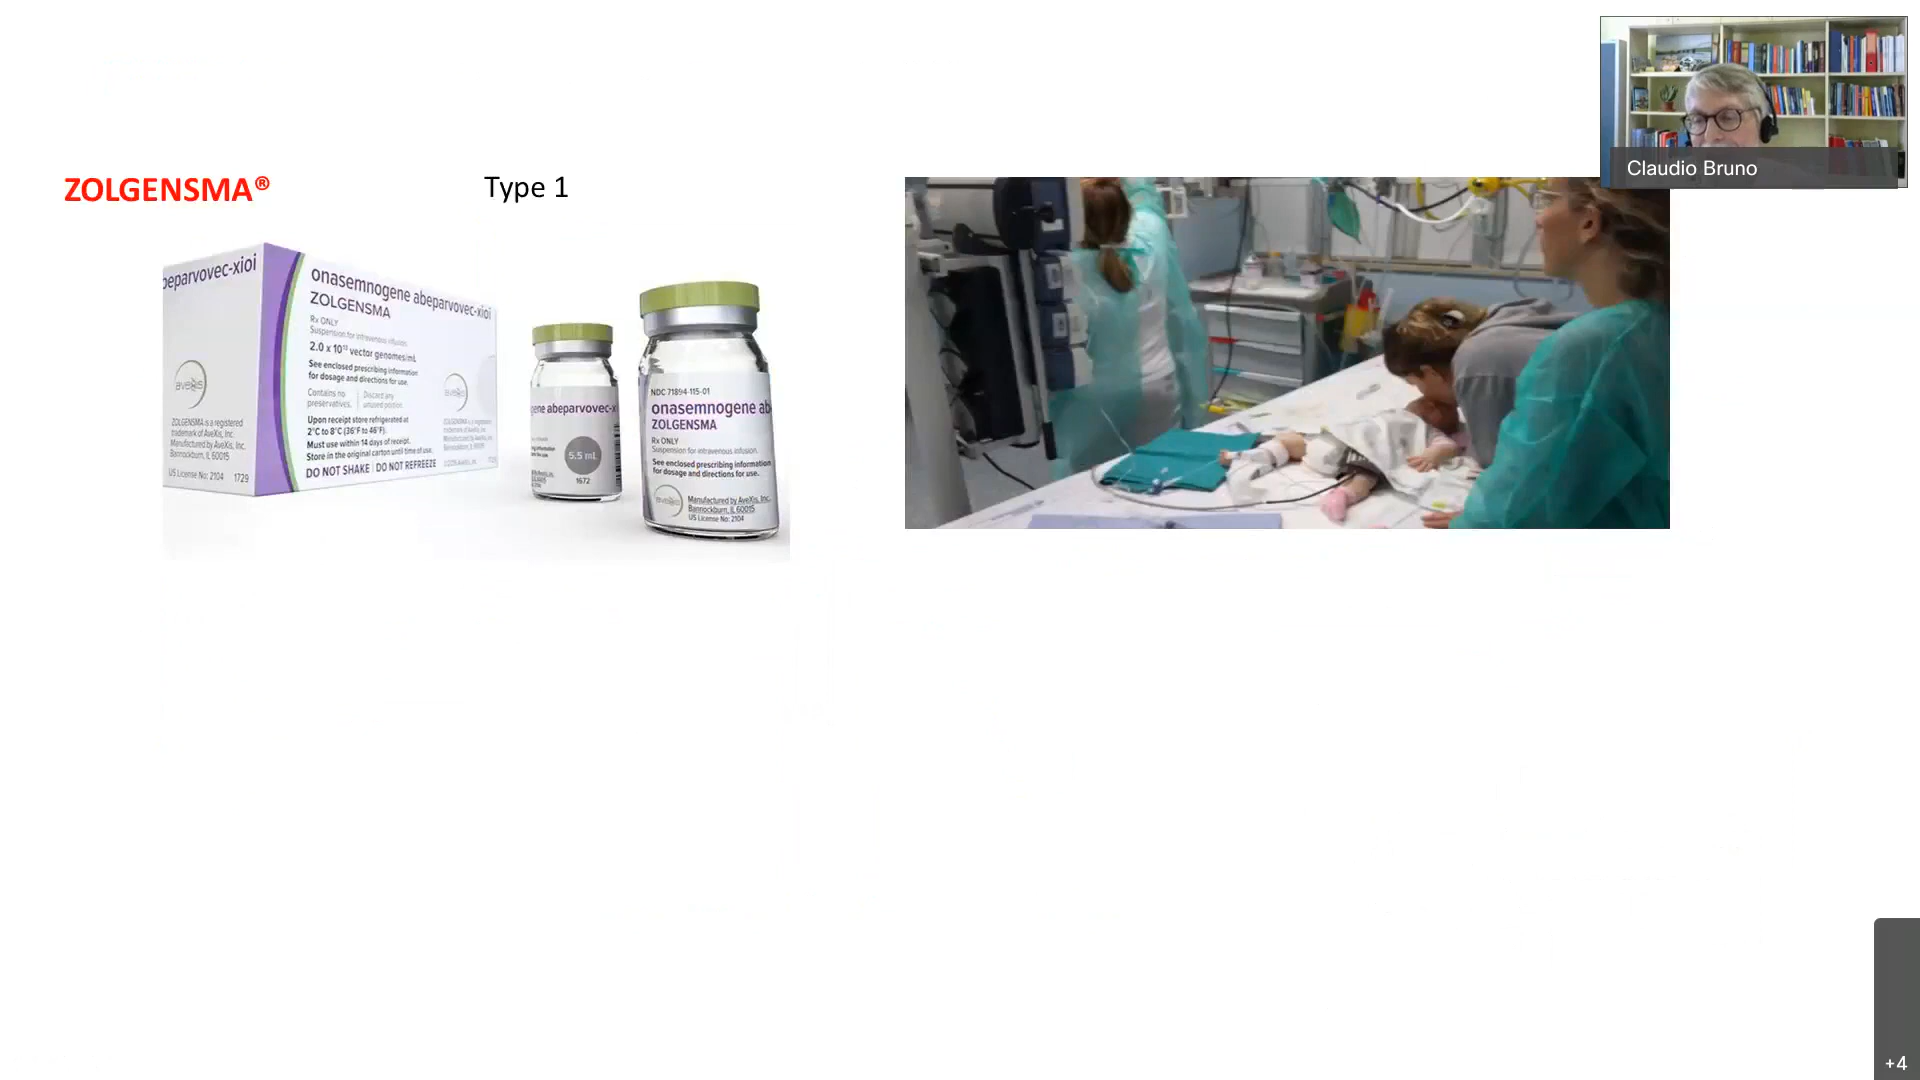 Claudio Bruno
ZOLGENSMA®
Type 1
beparvovec-xioi
avexis
ZOLGENSMA is a registered
trademark of AveXis, Inc.
Manufactured by AveXis, Inc.
Bannockburn, IL 60015
US License No: 2104 1729
onasemnogene abeparvovec-xioi
ZOLGENSMA
Rx ONLY
Suspension for intravenous infusion.
2.0 x 10¹³ vector genomes/mL
See enclosed prescribing information
for dosage and directions for use.
Contains no
preservatives.
Discard any
unused portion.
Upon receipt store refrigerated at
2°C to 8°C (36°F to 46°F).
Must use within 14 days of receipt.
Store in the original carton until time of use.
DO NOT SHAKE | DO NOT REFREEZE
avexis
gene abeparvovec-x
5.5 mL
1672
NDC 71894-115-01
onasemnogene ab
ZOLGENSMA
Rx ONLY
Suspension for intravenous infusion.
See enclosed prescribing information
for dosage and directions for use.
Manufactured by AveXis, Inc.
Bannockburn, IL 60015
US License No: 2104
+4